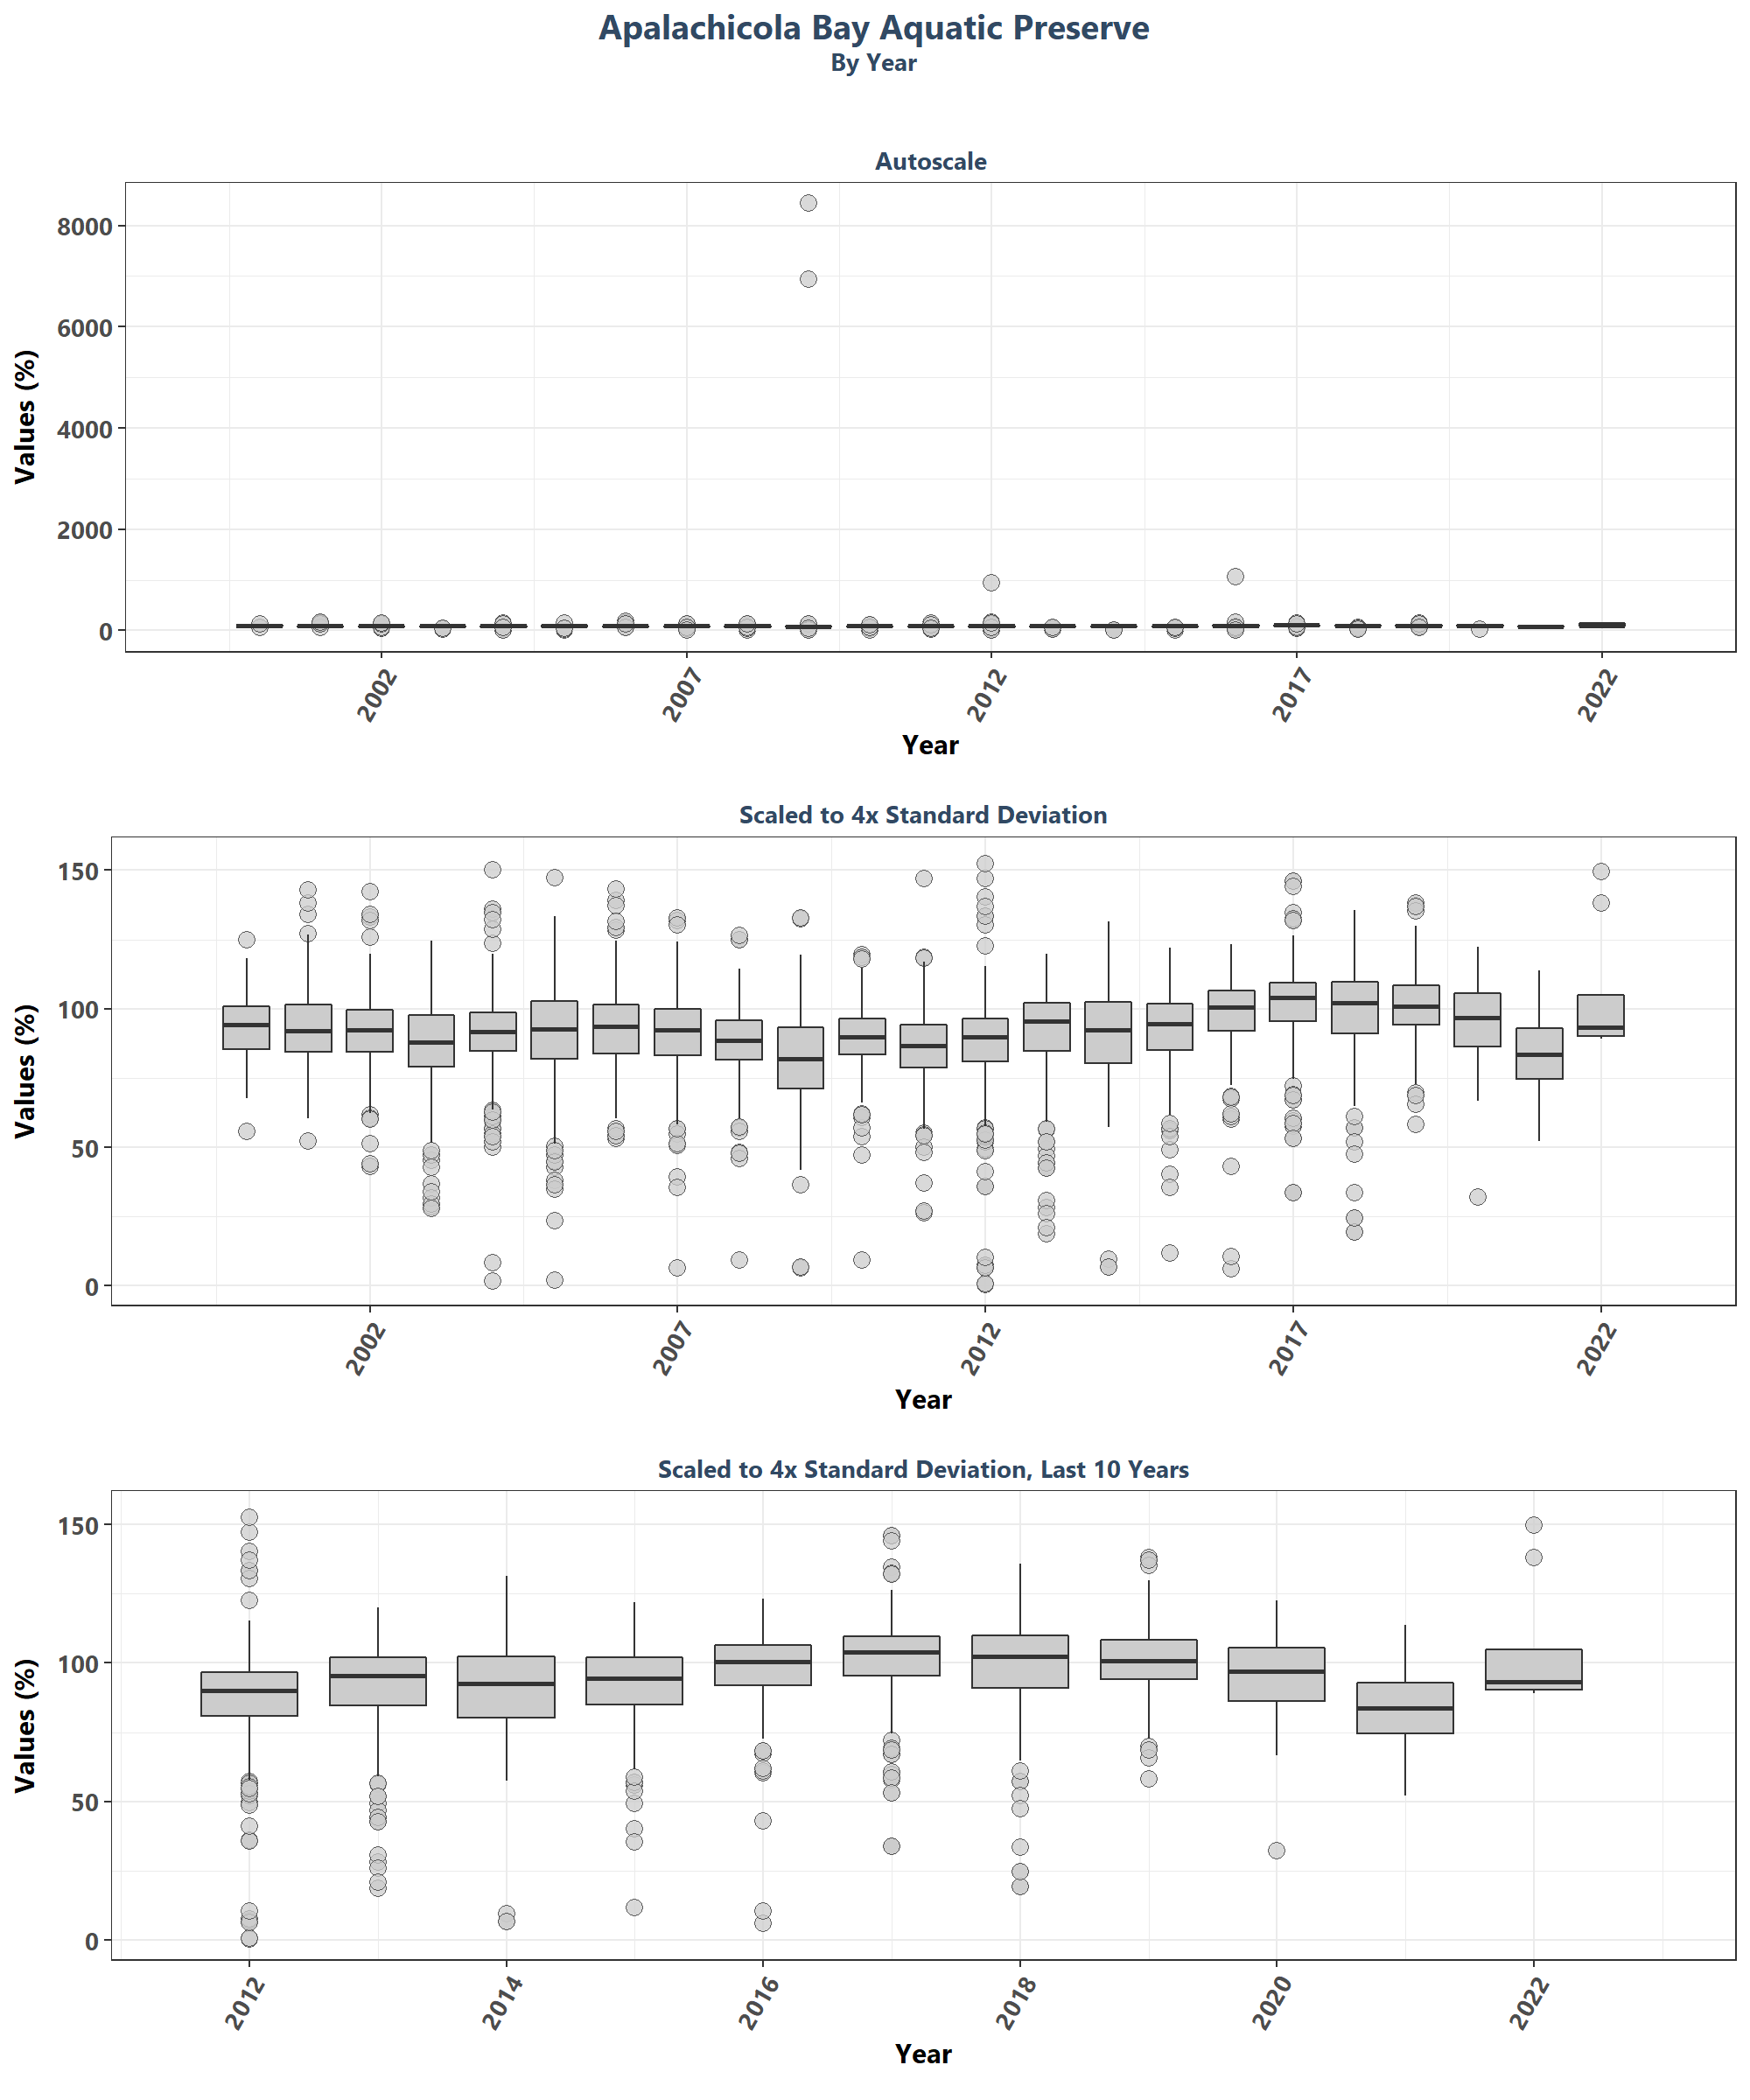 Apalachicola Bay Aquatic Preserve
By Year
Autoscale
Values (%)
8000
6000
4000
2000
0
2002 2007 2012 2017 2022
Year
Scaled to 4x Standard Deviation
Values (%)
150
100
50
0
2002 2007 2012 2017 2022
Year
Scaled to 4x Standard Deviation, Last 10 Years
Values (%)
150
100
50
0
2012 2014 2016 2018 2020 2022
Year